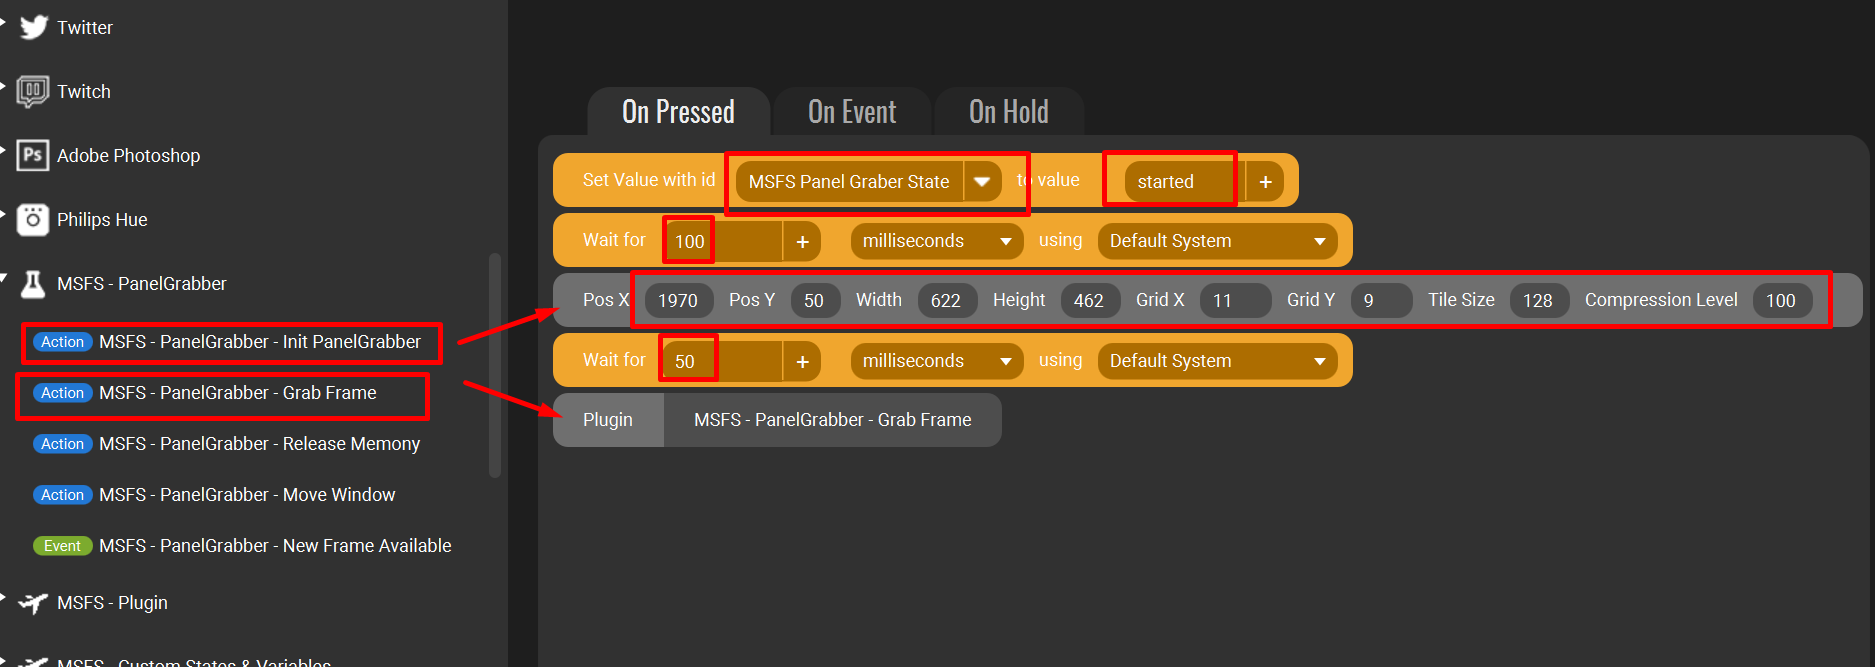 Twitter
Twitch
Ps Adobe Photoshop
Philips Hue
MSFS - PanelGrabber
Action MSFS - PanelGrabber - Init PanelGrabber
Action MSFS - PanelGrabber - Grab Frame
Action MSFS - PanelGrabber - Release Memony
Action MSFS - PanelGrabber - Move Window
Event MSFS - PanelGrabber - New Frame Available
MSFS - Plugin
MSFS - Custom States & Variables
On Pressed On Event On Hold
Set Value with id MSFS Panel Graber State to value started +
Wait for 100 + milliseconds using Default System
Pos X 1970 Pos Y 50 Width 622 Height 462 Grid X 11 Grid Y 9 Tile Size 128 Compression Level 100
Wait for 50 + milliseconds using Default System
Plugin MSFS - PanelGrabber - Grab Frame